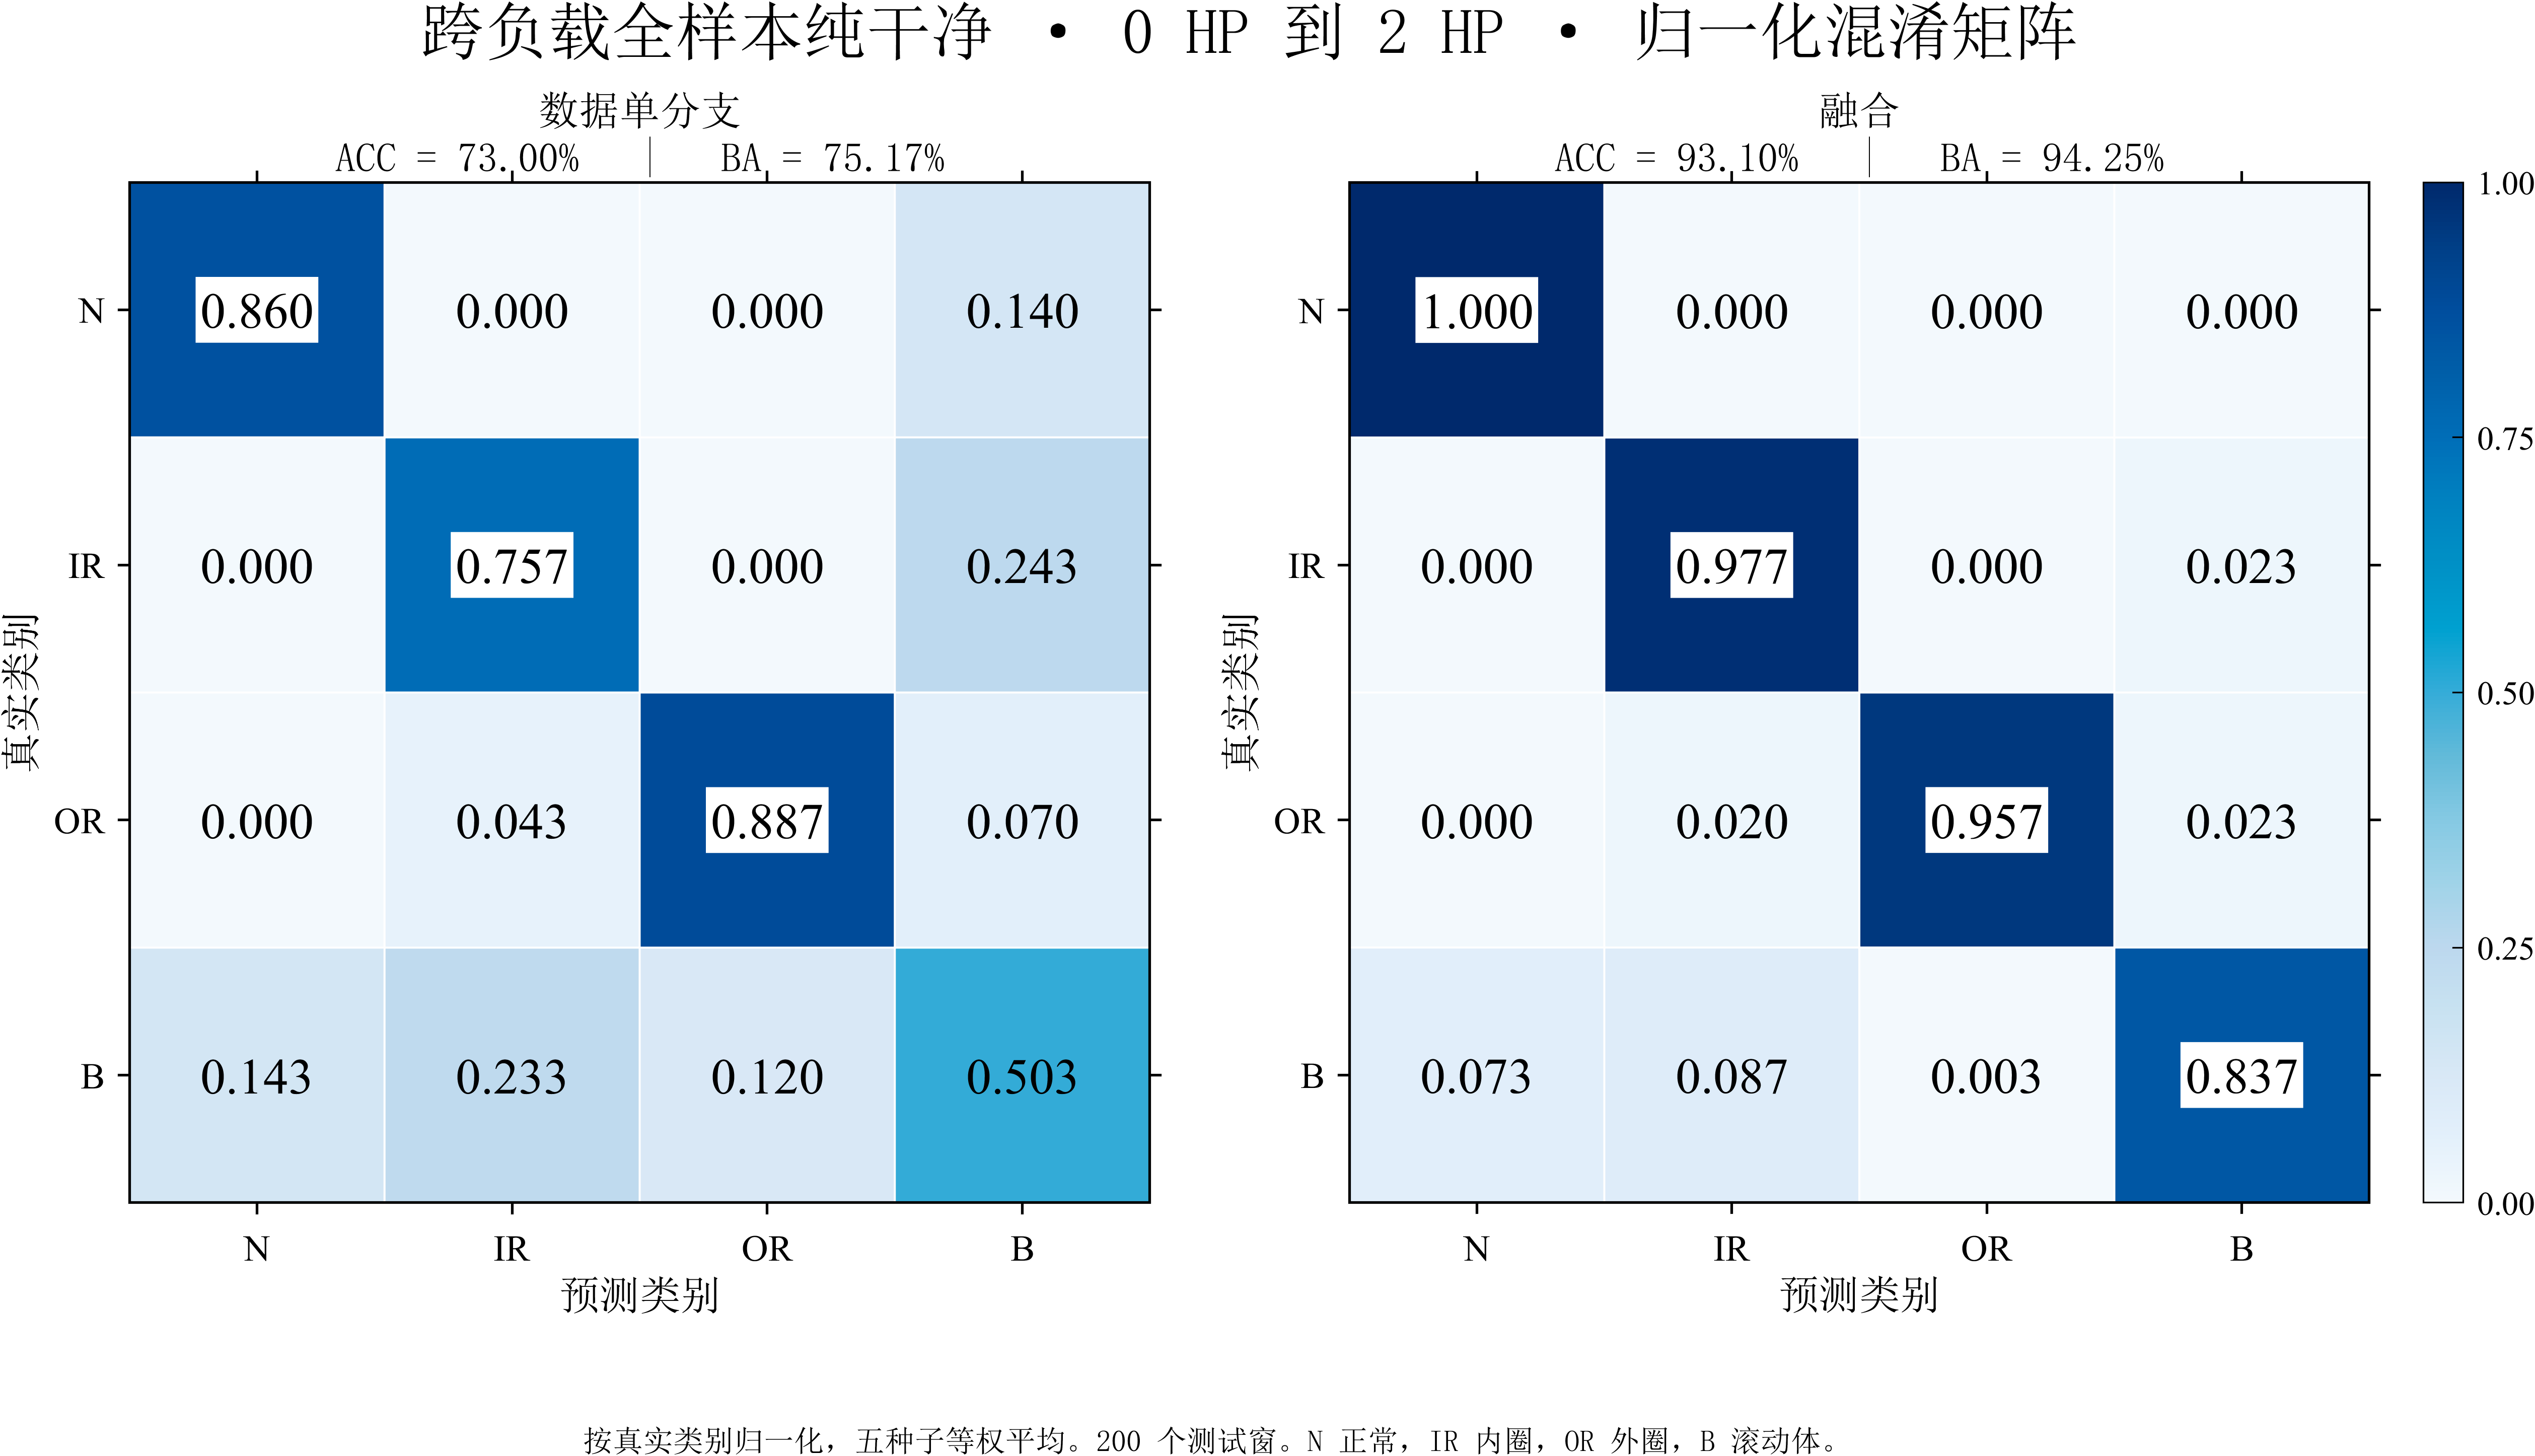 跨负载全样本纯干净 · 0 HP 到 2 HP · 归一化混淆矩阵
数据单分支
ACC = 73.00% | BA = 75.17%
真实类别
N 0.860 0.000 0.000 0.140
IR 0.000 0.757 0.000 0.243
OR 0.000 0.043 0.887 0.070
B 0.143 0.233 0.120 0.503
N IR OR B
预测类别
融合
ACC = 93.10% | BA = 94.25%
真实类别
N 1.000 0.000 0.000 0.000
IR 0.000 0.977 0.000 0.023
OR 0.000 0.020 0.957 0.023
B 0.073 0.087 0.003 0.837
N IR OR B
预测类别
1.00
0.75
0.50
0.25
0.00
按真实类别归一化，五种子等权平均。200 个测试窗。N 正常，IR 内圈，OR 外圈，B 滚动体。